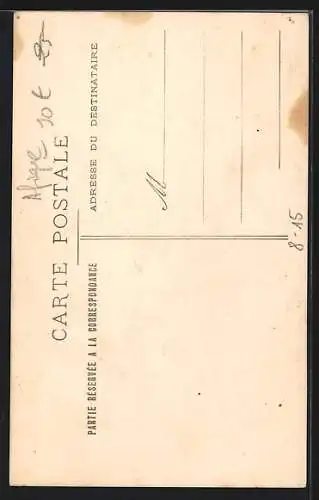 Afrique 10 €
CARTE POSTALE
PARTIE RÉSERVÉE A LA CORRESPONDANCE
ADRESSE DU DESTINATAIRE
M
8-15